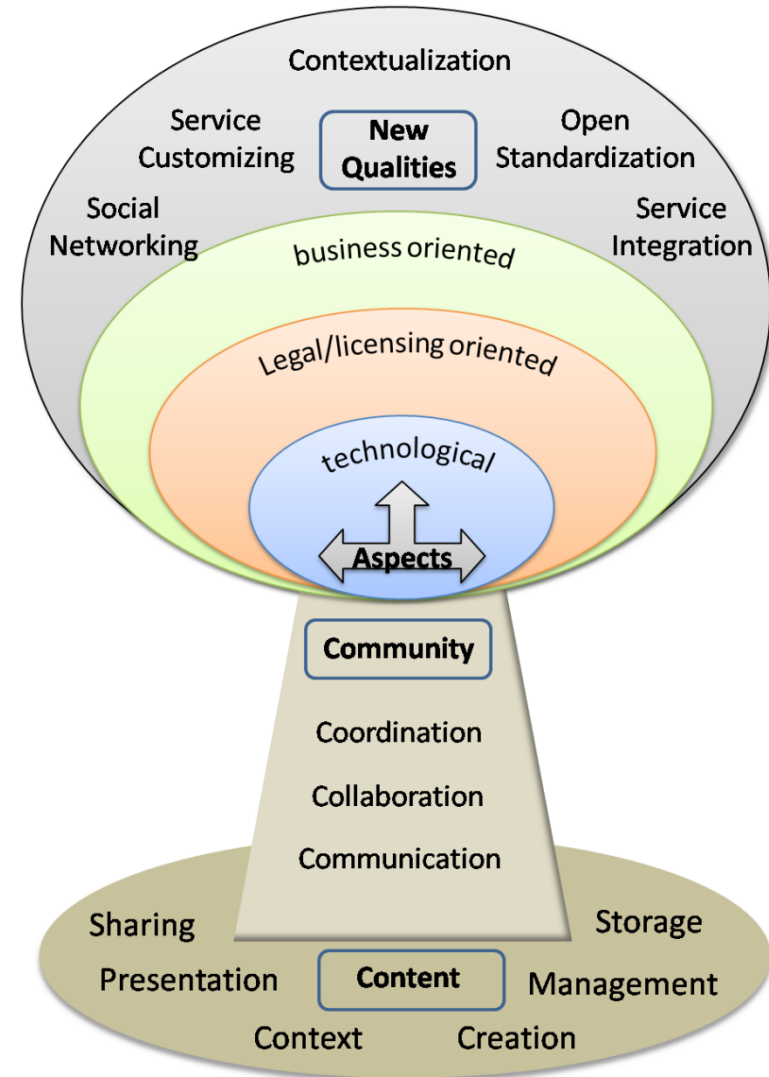 Contextualization
Service
Customizing
New
Qualities
Open
Standardization
Social
Networking
Service
Integration
business oriented
Legal/licensing oriented
technological
Aspects
Community
Coordination
Collaboration
Communication
Sharing
Storage
Presentation
Content
Management
Context
Creation